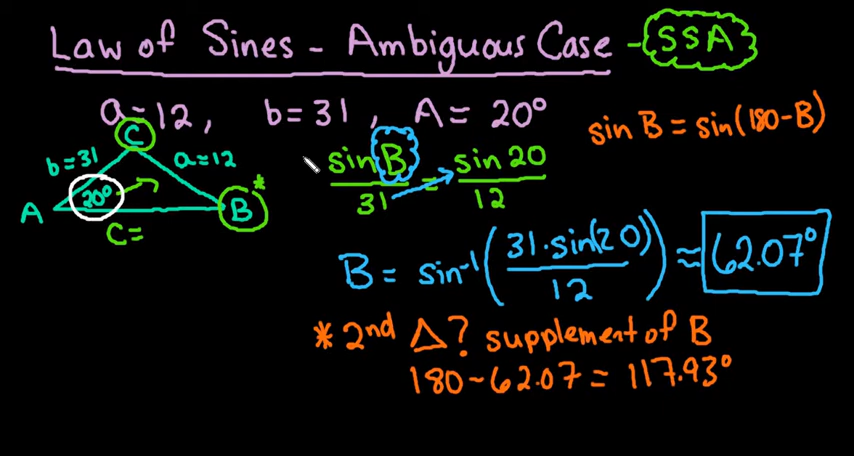 Law of Sines - Ambiguous Case - SSA
a = 12, b = 31, A = 20°
sin B = sin(180 - B)
C
b = 31
a = 12
20°
A
B
*
C =
sin B / 31 = sin 20 / 12
B = sin⁻¹(31·sin(20) / 12) ≈ 62.07°
* 2nd Δ? supplement of B
180 - 62.07 = 117.93°